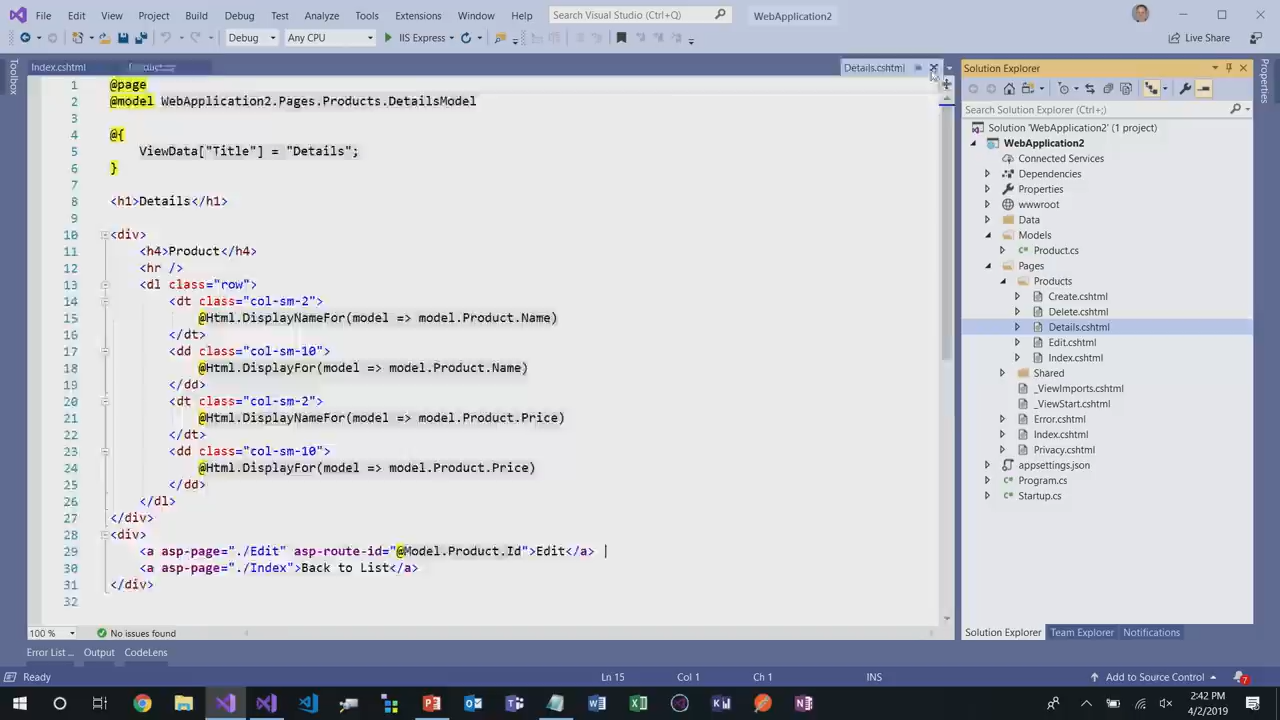 File Edit View Project Build Debug Test Analyze Tools Extensions Window Help Search Visual Studio (Ctrl+Q) WebApplication2
Debug Any CPU IIS Express Live Share
Toolbox
Index.cshtml
Details.cshtml
1 @page
2 @model WebApplication2.Pages.Products.DetailsModel
3
4 @{
5 ViewData["Title"] = "Details";
6 }
7
8 <h1>Details</h1>
9
10 <div>
11 <h4>Product</h4>
12 <hr />
13 <dl class="row">
14 <dt class="col-sm-2">
15 @Html.DisplayNameFor(model => model.Product.Name)
16 </dt>
17 <dd class="col-sm-10">
18 @Html.DisplayFor(model => model.Product.Name)
19 </dd>
20 <dt class="col-sm-2">
21 @Html.DisplayNameFor(model => model.Product.Price)
22 </dt>
23 <dd class="col-sm-10">
24 @Html.DisplayFor(model => model.Product.Price)
25 </dd>
26 </dl>
27 </div>
28 <div>
29 <a asp-page="./Edit" asp-route-id="@Model.Product.Id">Edit</a> |
30 <a asp-page="./Index">Back to List</a>
31 </div>
32
100 % No issues found
Error List ... Output CodeLens
Solution Explorer
Search Solution Explorer (Ctrl+;)
Solution 'WebApplication2' (1 project)
WebApplication2
Connected Services
Dependencies
Properties
wwwroot
Data
Models
Product.cs
Pages
Products
Create.cshtml
Delete.cshtml
Details.cshtml
Edit.cshtml
Index.cshtml
Shared
_ViewImports.cshtml
_ViewStart.cshtml
Error.cshtml
Index.cshtml
Privacy.cshtml
appsettings.json
Program.cs
Startup.cs
Solution Explorer Team Explorer Notifications
Properties
Ready Ln 15 Col 1 Ch 1 INS Add to Source Control 7
2:42 PM
4/2/2019